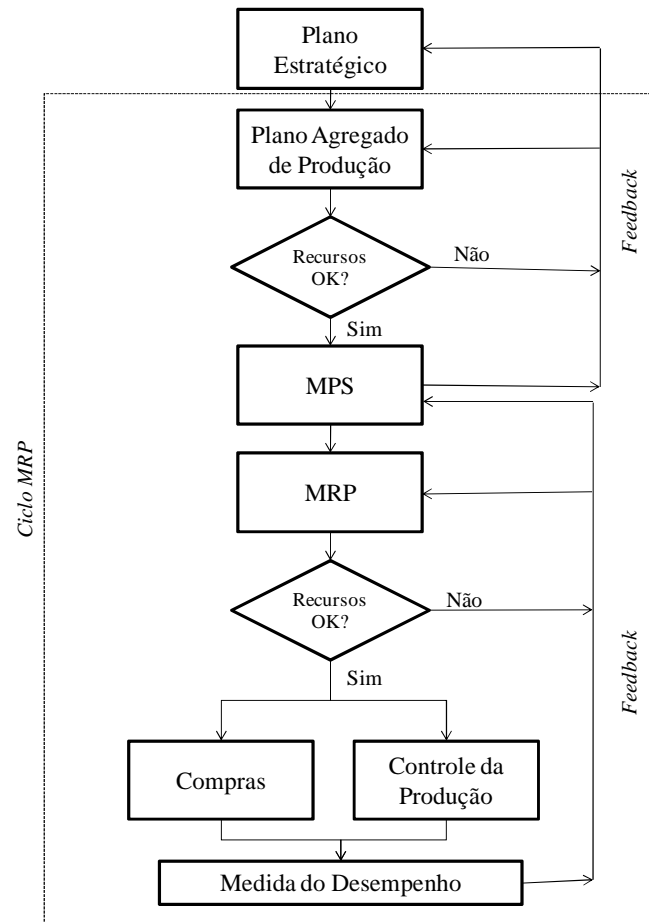 Plano
Estratégico
Plano Agregado
de Produção
Feedback
Recursos
OK?
Não
Sim
MPS
Ciclo MRP
MRP
Recursos
OK?
Não
Feedback
Sim
Compras
Controle da
Produção
Medida do Desempenho